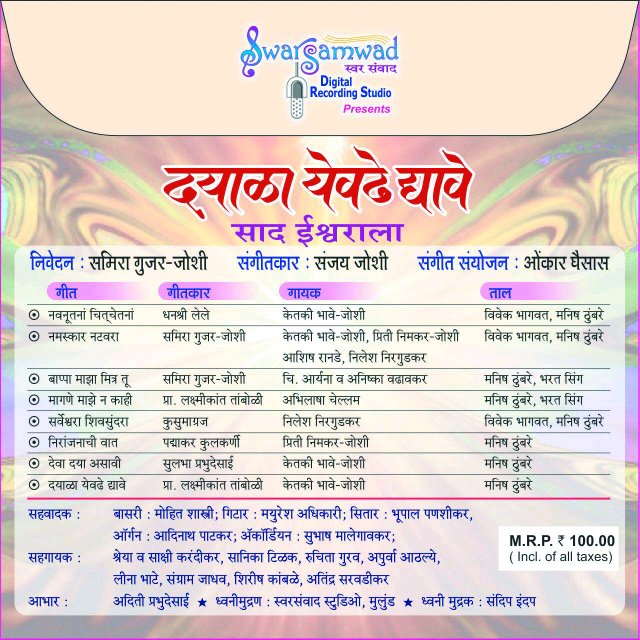 SwarSamwad
स्वर संवाद
Digital
Recording Studio
Presents
दयाळा येवढे द्यावे
साद ईश्वराला
निवेदन : समिरा गुजर-जोशी संगीतकार : संजय जोशी संगीत संयोजन : ओंकार पैसास
गीत गीतकार गायक ताल
नवनूतनां चित्चेतनां धनश्री लेले केतकी भावे-जोशी विवेक भागवत, मनिष ठुंबरे
नमस्कार नटवरा समिरा गुजर-जोशी केतकी भावे-जोशी, प्रिती निमकर-जोशी विवेक भागवत, मनिष ठुंबरे
आशिष रानडे, निलेश निरगुडकर
बाप्पा माझा मित्र तू समिरा गुजर-जोशी चि. आर्यना व अनिष्का वढावकर मनिष ठुंबरे, भरत सिंग
मागणे माझे न काही प्रा. लक्ष्मीकांत तांबोळी अभिलाषा चेल्लम मनिष ठुंबरे, भरत सिंग
सर्वेश्वरा शिवसुंदरा कुसुमाग्रज निलेश निरगुडकर विवेक भागवत, मनिष ठुंबरे
निरांजनाची वात पद्माकर कुलकर्णी प्रिती निमकर-जोशी मनिष ठुंबरे
देवा दया असावी सुलभा प्रभुदेसाई केतकी भावे-जोशी मनिष ठुंबरे
दयाळा येवढे द्यावे प्रा. लक्ष्मीकांत तांबोळी केतकी भावे-जोशी मनिष ठुंबरे
सहवादक : बासरी : मोहित शास्त्री; गिटार : मयुरेश अधिकारी; सितार : भूपाल पणशीकर,
ऑर्गन : आदिनाथ पाटकर; अ‍ॅकॉर्डियन : सुभाष मालेगावकर;
सहगायक : श्रेया व साक्षी करंदीकर, सानिका टिळक, रुचिता गुरव, अपुर्वा आठल्ये,
लीना भाटे, संग्राम जाधव, शिरीष कांबळे, अतिंद्र सरवडीकर
M.R.P. ₹ 100.00
( Incl. of all taxes)
आभार : अदिती प्रभुदेसाई ★ ध्वनीमुद्रण : स्वरसंवाद स्टुडिओ, मुलुंड ★ ध्वनी मुद्रक : संदिप इंदप